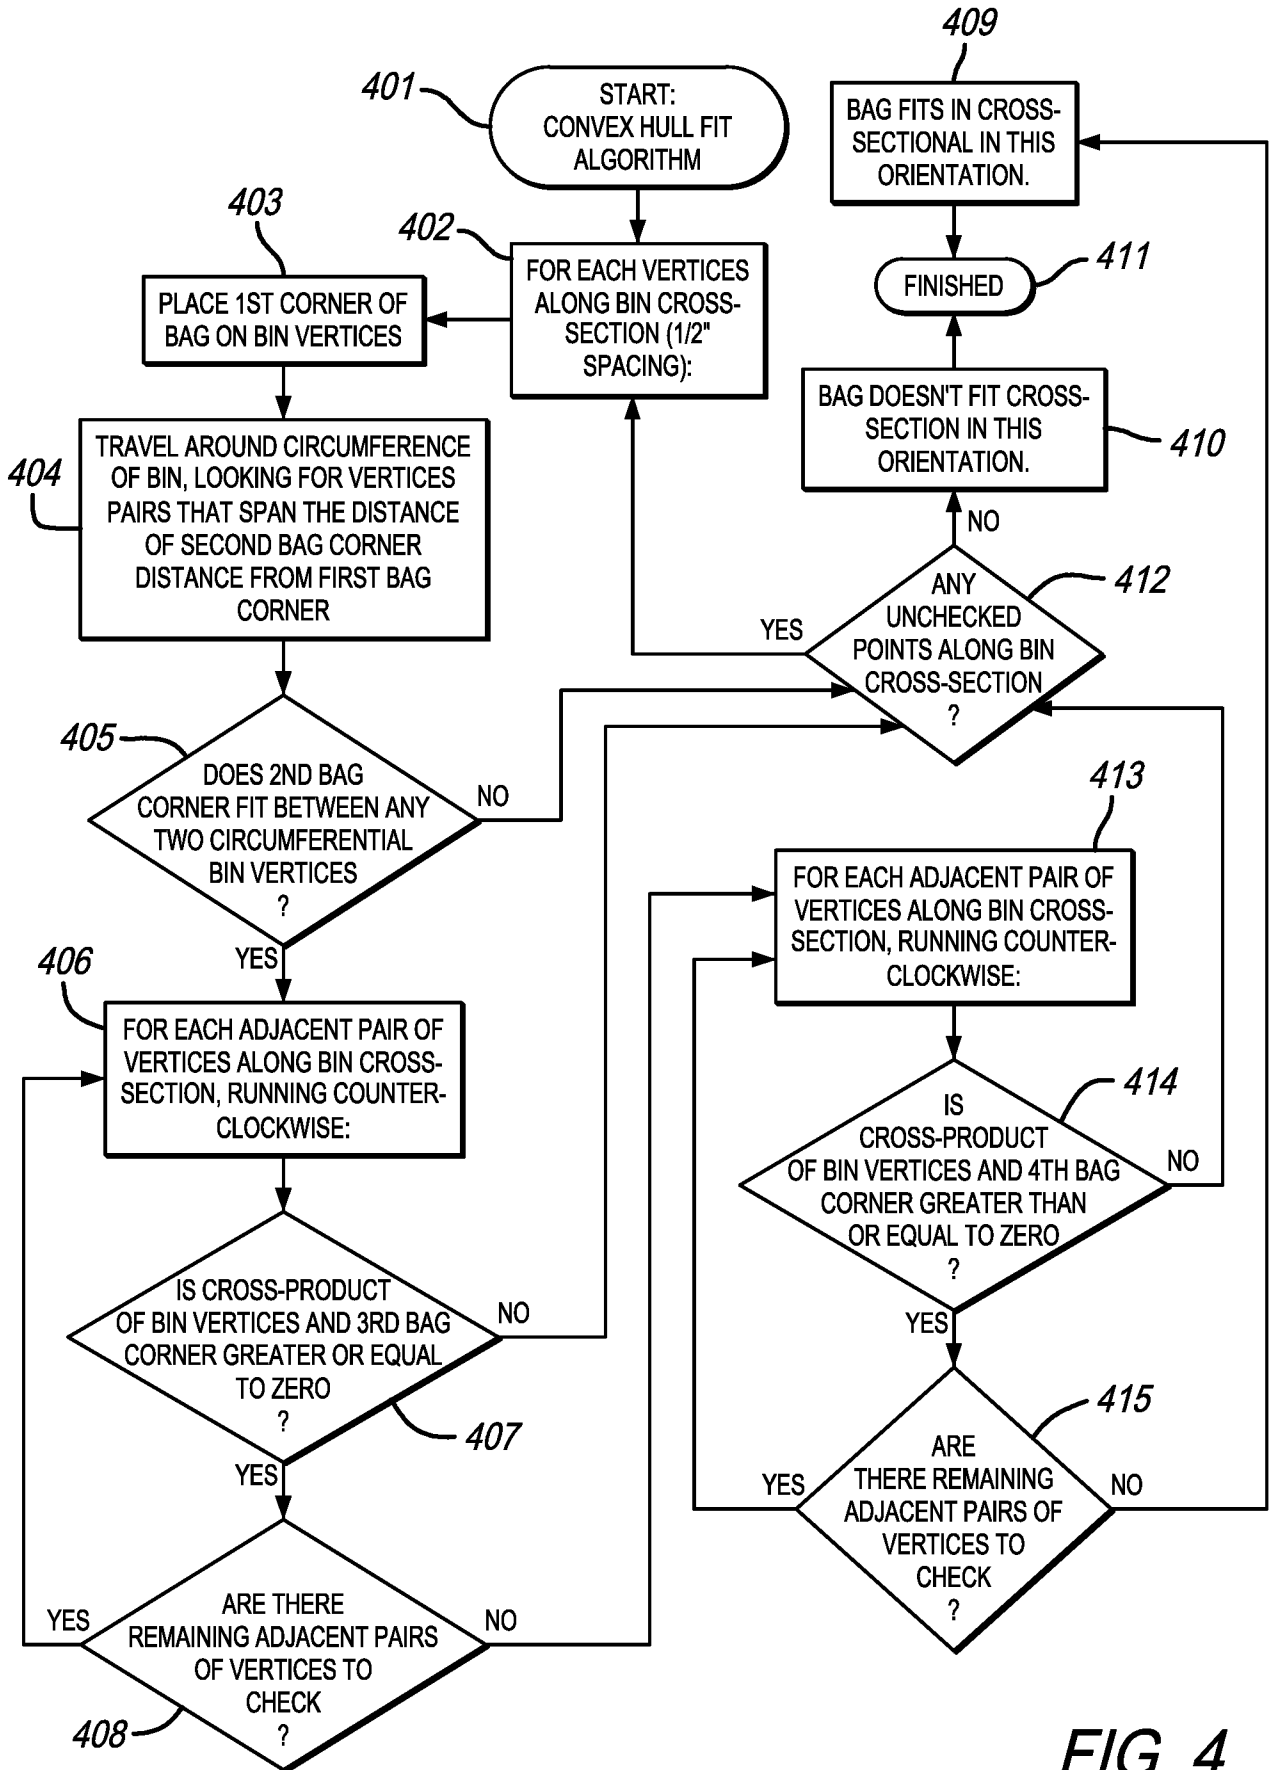 409
401
START:
CONVEX HULL FIT
ALGORITHM
BAG FITS IN CROSS-
SECTIONAL IN THIS
ORIENTATION.
403
402
FOR EACH VERTICES
ALONG BIN CROSS-
SECTION (1/2"
SPACING):
411
FINISHED
PLACE 1ST CORNER OF
BAG ON BIN VERTICES
BAG DOESN'T FIT CROSS-
SECTION IN THIS
ORIENTATION.
410
404
TRAVEL AROUND CIRCUMFERENCE
OF BIN, LOOKING FOR VERTICES
PAIRS THAT SPAN THE DISTANCE
OF SECOND BAG CORNER
DISTANCE FROM FIRST BAG
CORNER
NO
412
ANY
UNCHECKED
POINTS ALONG BIN
CROSS-SECTION
?
YES
405
DOES 2ND BAG
CORNER FIT BETWEEN ANY
TWO CIRCUMFERENTIAL
BIN VERTICES
?
NO
YES
413
FOR EACH ADJACENT PAIR OF
VERTICES ALONG BIN CROSS-
SECTION, RUNNING COUNTER-
CLOCKWISE:
406
FOR EACH ADJACENT PAIR OF
VERTICES ALONG BIN CROSS-
SECTION, RUNNING COUNTER-
CLOCKWISE:
414
IS
CROSS-PRODUCT
OF BIN VERTICES AND 4TH BAG
CORNER GREATER THAN
OR EQUAL TO ZERO
?
NO
YES
IS CROSS-PRODUCT
OF BIN VERTICES AND 3RD BAG
CORNER GREATER OR EQUAL
TO ZERO
?
NO
407
YES
415
ARE
THERE REMAINING
ADJACENT PAIRS OF
VERTICES TO
CHECK
?
YES
NO
ARE THERE
REMAINING ADJACENT PAIRS
OF VERTICES TO
CHECK
?
YES
NO
408
FIG 4